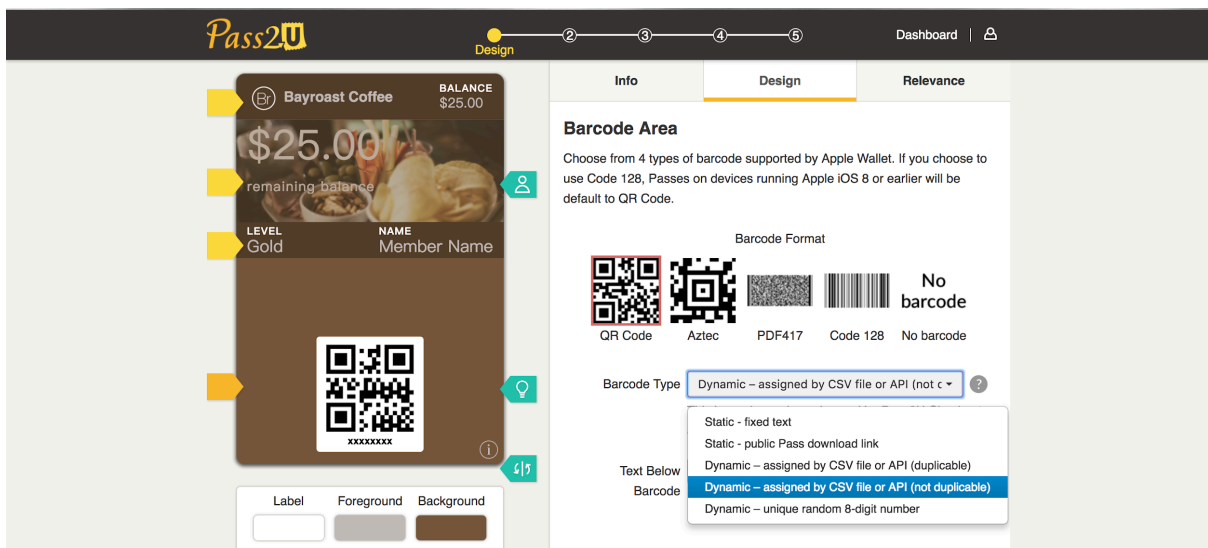 Pass2U
Design
2
3
4
5
Dashboard
Br
Bayroast Coffee
BALANCE
$25.00
$25.00
remaining balance
LEVEL
Gold
NAME
Member Name
xxxxxxxx
i
Label
Foreground
Background
Info
Design
Relevance
Barcode Area
Choose from 4 types of barcode supported by Apple Wallet. If you choose to
use Code 128, Passes on devices running Apple iOS 8 or earlier will be
default to QR Code.
Barcode Format
No
barcode
QR Code
Aztec
PDF417
Code 128
No barcode
Barcode Type
Dynamic – assigned by CSV file or API (not
?
Static - fixed text
Static - public Pass download link
Dynamic – assigned by CSV file or API (duplicable)
Dynamic – assigned by CSV file or API (not duplicable)
Dynamic – unique random 8-digit number
Text Below
Barcode